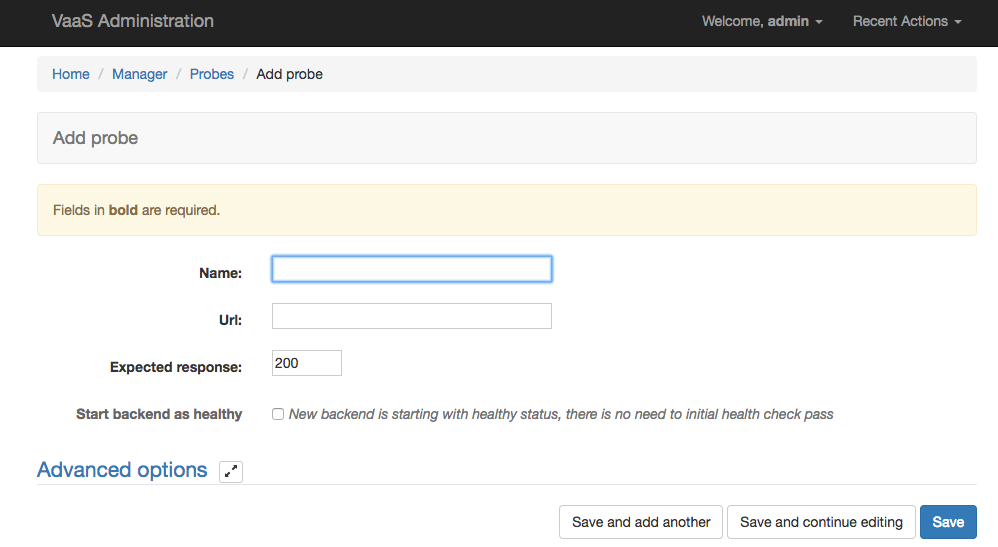 VaaS Administration Welcome, admin Recent Actions
Home / Manager / Probes / Add probe
Add probe
Fields in bold are required.
Name:
Url:
Expected response: 200
Start backend as healthy New backend is starting with healthy status, there is no need to initial health check pass
Advanced options
Save and add another Save and continue editing Save